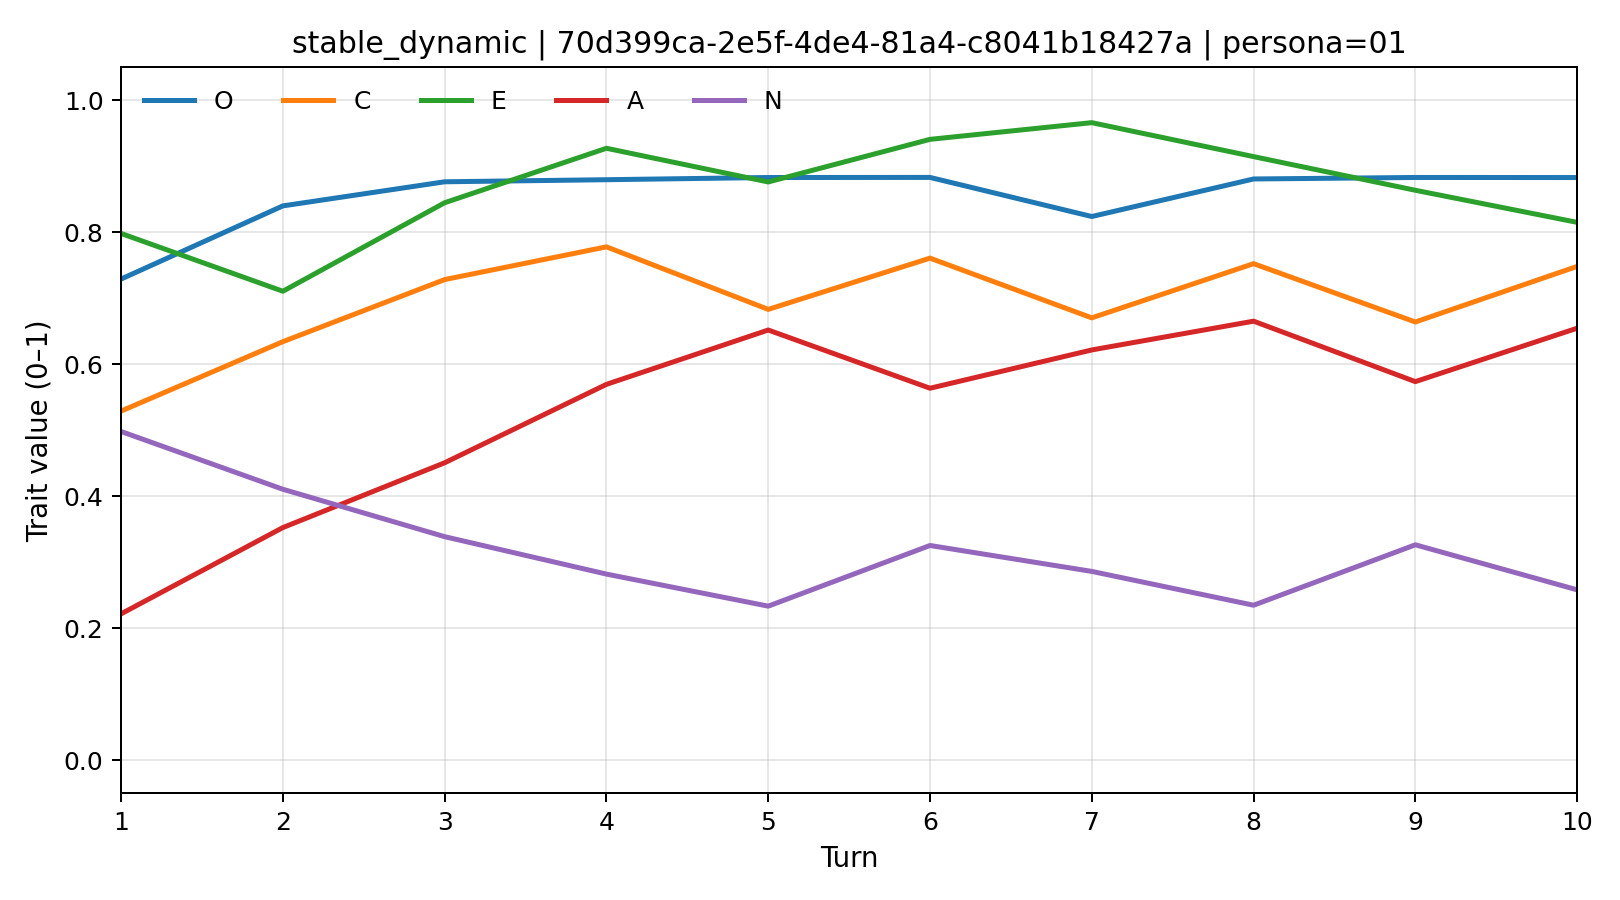 stable_dynamic | 70d399ca-2e5f-4de4-81a4-c8041b18427a | persona=01
O C E A N
1.0
0.8
0.6
0.4
0.2
0.0
Trait value (0–1)
1 2 3 4 5 6 7 8 9 10
Turn